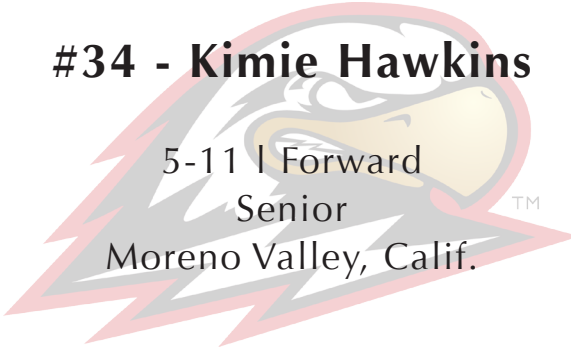 #34 - Kimie Hawkins
5-11 l Forward
Senior
TM
Moreno Valley, Calif.